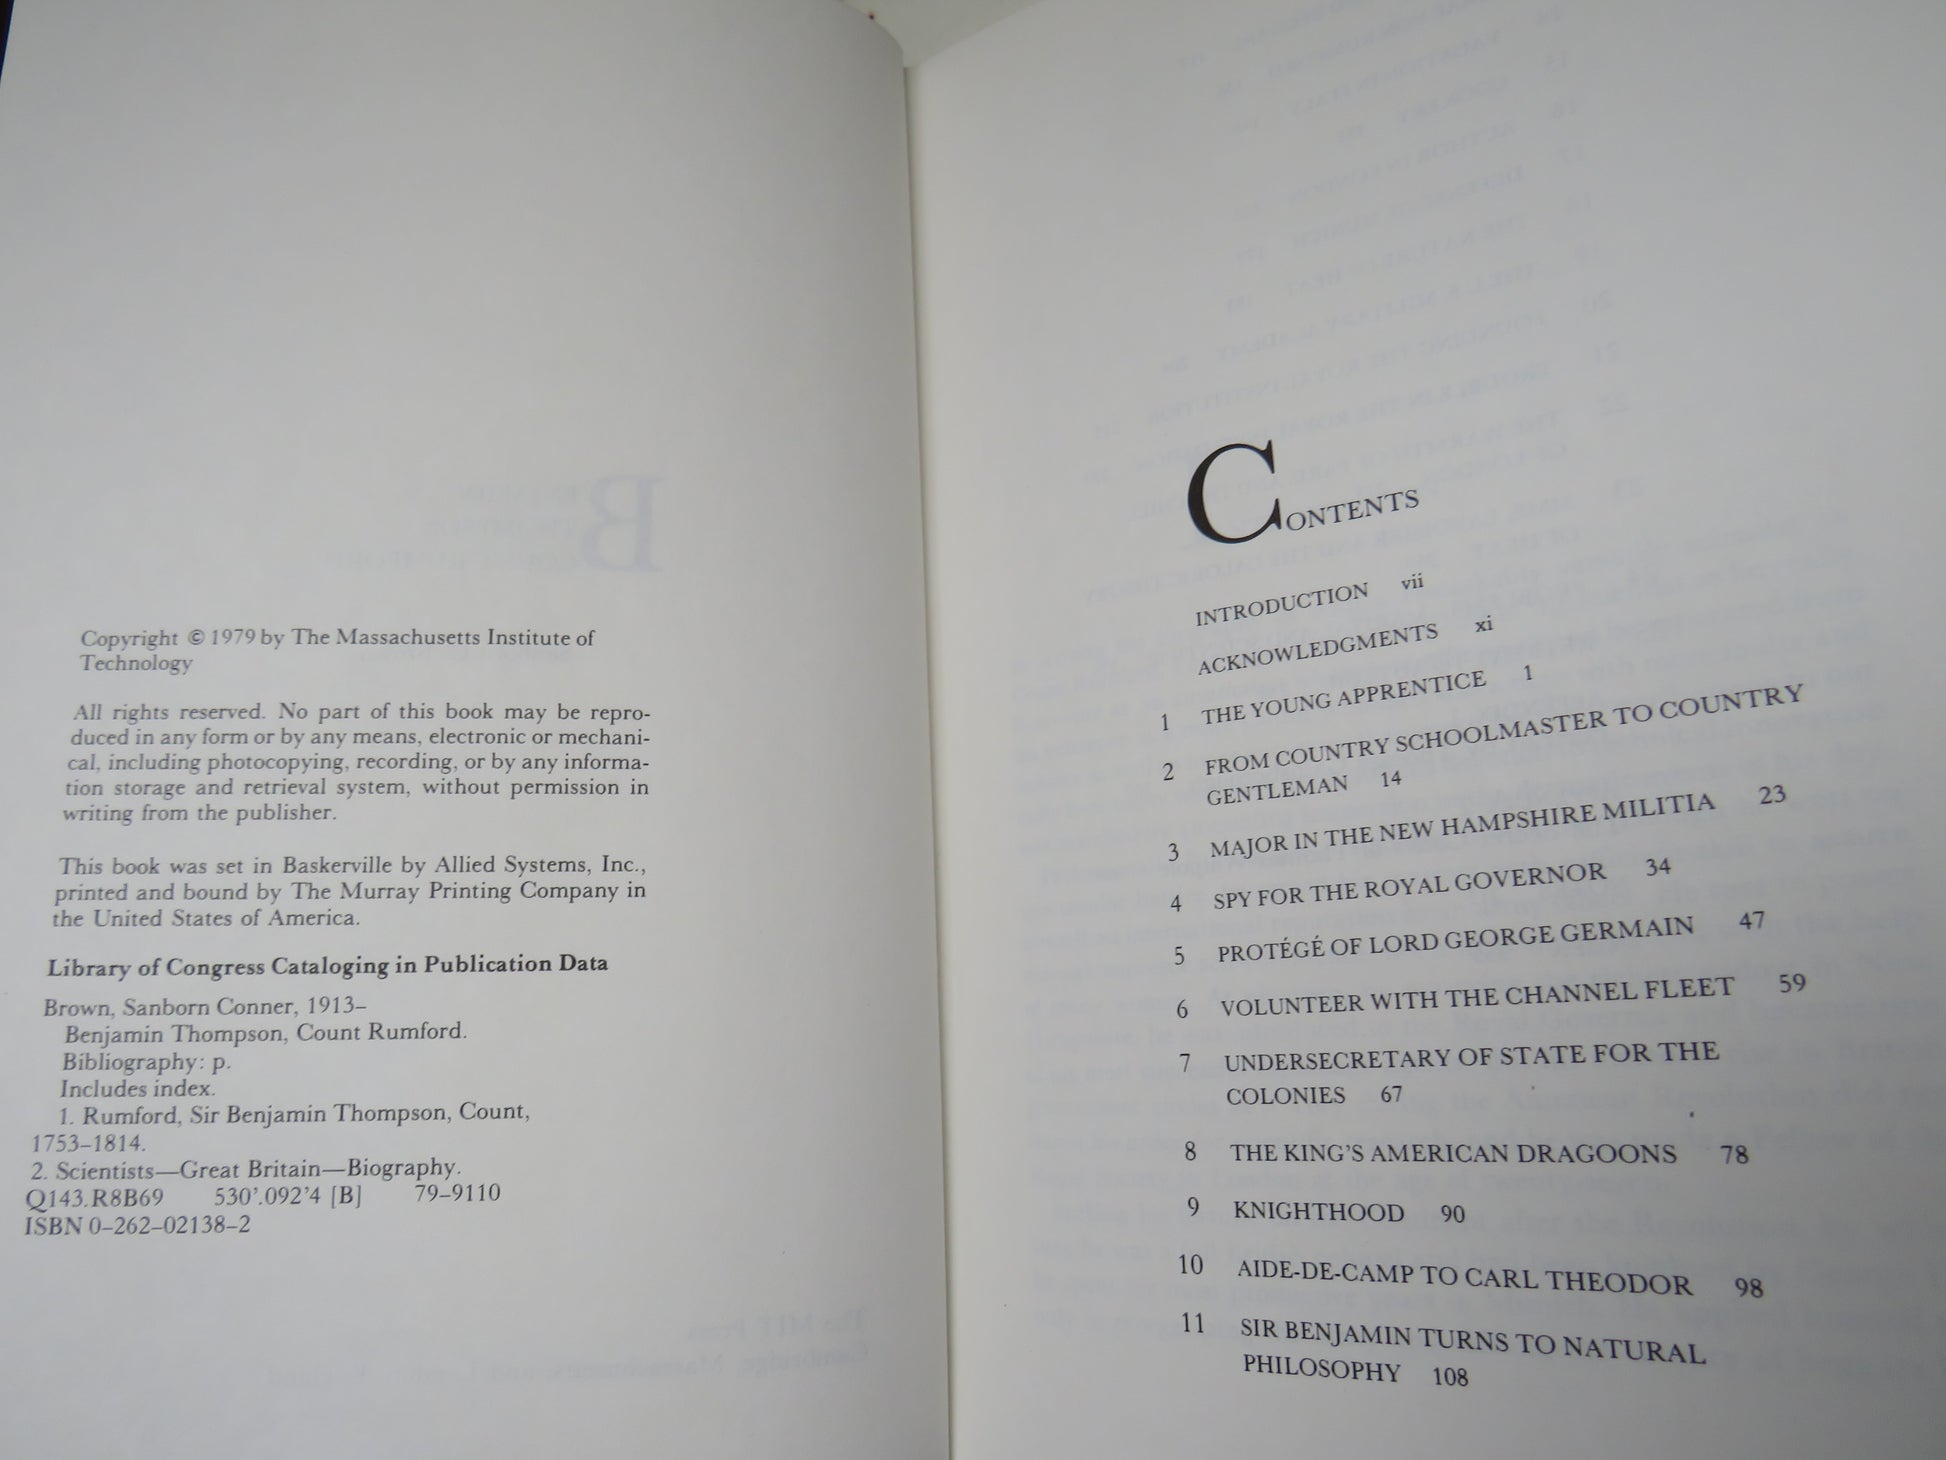 Copyright © 1979 by The Massachusetts Institute of
Technology
All rights reserved. No part of this book may be repro-
duced in any form or by any means, electronic or mechani-
cal, including photocopying, recording, or by any informa-
tion storage and retrieval system, without permission in
writing from the publisher.
This book was set in Baskerville by Allied Systems, Inc.,
printed and bound by The Murray Printing Company in
the United States of America.
Library of Congress Cataloging in Publication Data
Brown, Sanborn Conner, 1913–
Benjamin Thompson, Count Rumford.
Bibliography: p.
Includes index.
1. Rumford, Sir Benjamin Thompson, Count,
1753–1814.
2. Scientists—Great Britain—Biography.
Q143.R8B69 530'.092'4 [B] 79–9110
ISBN 0–262–02138–2
CONTENTS
INTRODUCTION vii
ACKNOWLEDGMENTS xi
1 THE YOUNG APPRENTICE 1
2 FROM COUNTRY SCHOOLMASTER TO COUNTRY
GENTLEMAN 14
3 MAJOR IN THE NEW HAMPSHIRE MILITIA 23
4 SPY FOR THE ROYAL GOVERNOR 34
5 PROTÉGÉ OF LORD GEORGE GERMAIN 47
6 VOLUNTEER WITH THE CHANNEL FLEET 59
7 UNDERSECRETARY OF STATE FOR THE
COLONIES 67
8 THE KING'S AMERICAN DRAGOONS 78
9 KNIGHTHOOD 90
10 AIDE-DE-CAMP TO CARL THEODOR 98
11 SIR BENJAMIN TURNS TO NATURAL
PHILOSOPHY 108